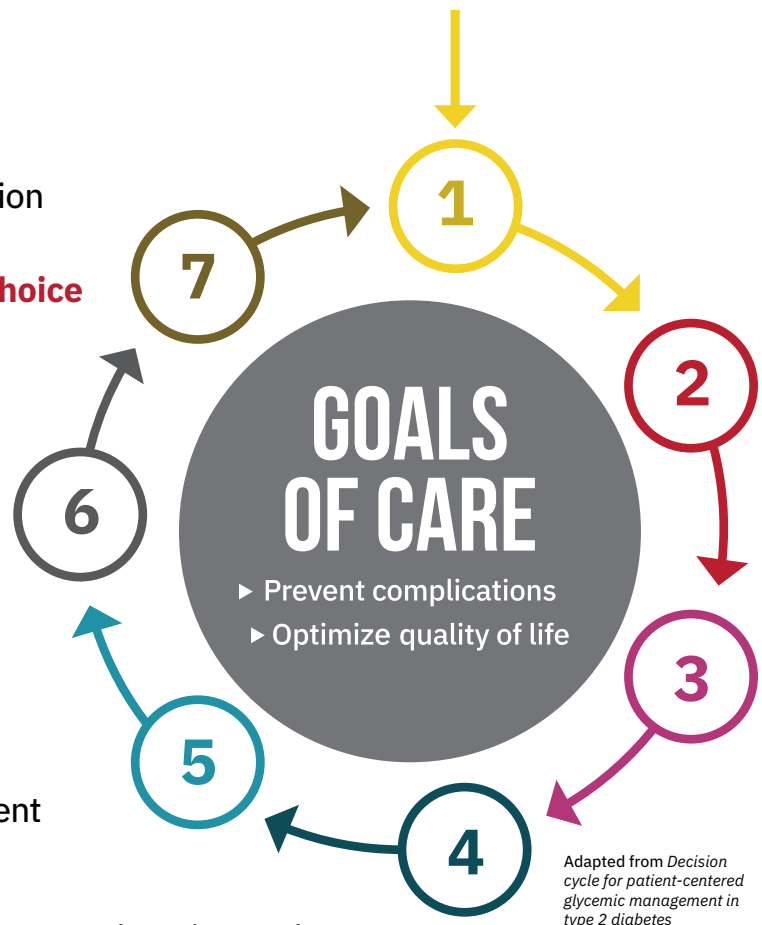 1
ion
7
hoice
2
GOALS
OF CARE
6
▶ Prevent complications
▶ Optimize quality of life
3
5
ent
4
Adapted from Decision
cycle for patient-centered
glycemic management in
type 2 diabetes